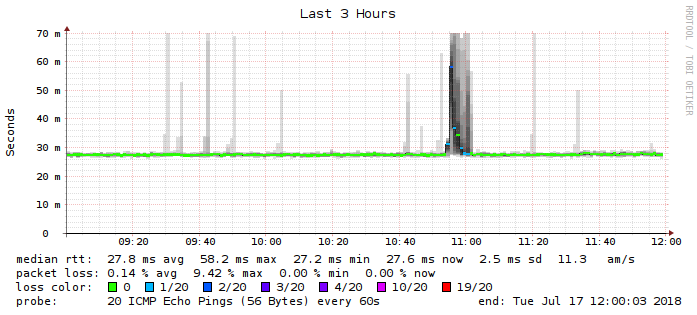 Last 3 Hours
RRDTOOL / TOBI OETIKER
Seconds
70 m
60 m
50 m
40 m
30 m
20 m
10 m
0
09:20 09:40 10:00 10:20 10:40 11:00 11:20 11:40 12:00
median rtt: 27.8 ms avg 58.2 ms max 27.2 ms min 27.6 ms now 2.5 ms sd 11.3 am/s
packet loss: 0.14 % avg 9.42 % max 0.00 % min 0.00 % now
loss color: 0 1/20 2/20 3/20 4/20 10/20 19/20
probe: 20 ICMP Echo Pings (56 Bytes) every 60s end: Tue Jul 17 12:00:03 2018